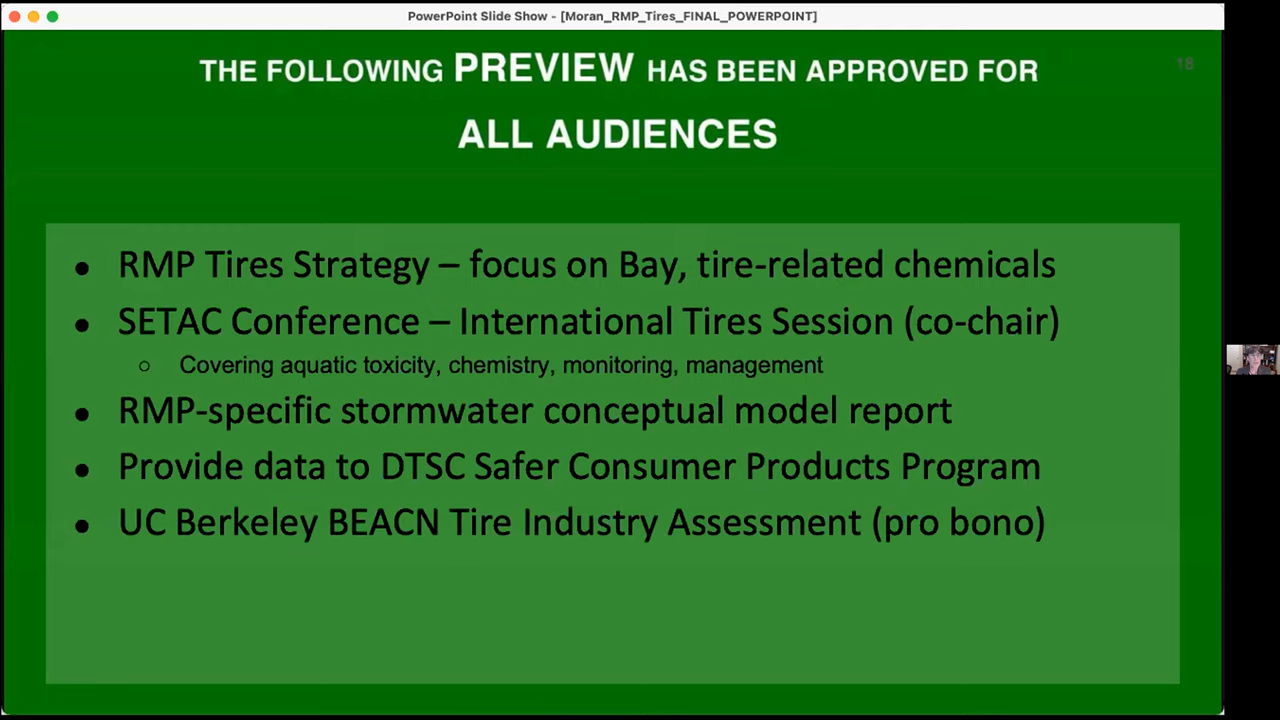 PowerPoint Slide Show - [Moran_RMP_Tires_FINAL_POWERPOINT]
THE FOLLOWING PREVIEW HAS BEEN APPROVED FOR
18
ALL AUDIENCES
● RMP Tires Strategy – focus on Bay, tire-related chemicals
● SETAC Conference – International Tires Session (co-chair)
○ Covering aquatic toxicity, chemistry, monitoring, management
● RMP-specific stormwater conceptual model report
● Provide data to DTSC Safer Consumer Products Program
● UC Berkeley BEACN Tire Industry Assessment (pro bono)